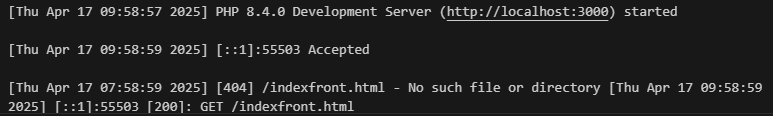 [Thu Apr 17 09:58:57 2025] PHP 8.4.0 Development Server (http://localhost:3000) started
[Thu Apr 17 09:58:59 2025] [::1]:55503 Accepted
[Thu Apr 17 07:58:59 2025] [404] /indexfront.html - No such file or directory [Thu Apr 17 09:58:59
2025] [::1]:55503 [200]: GET /indexfront.html